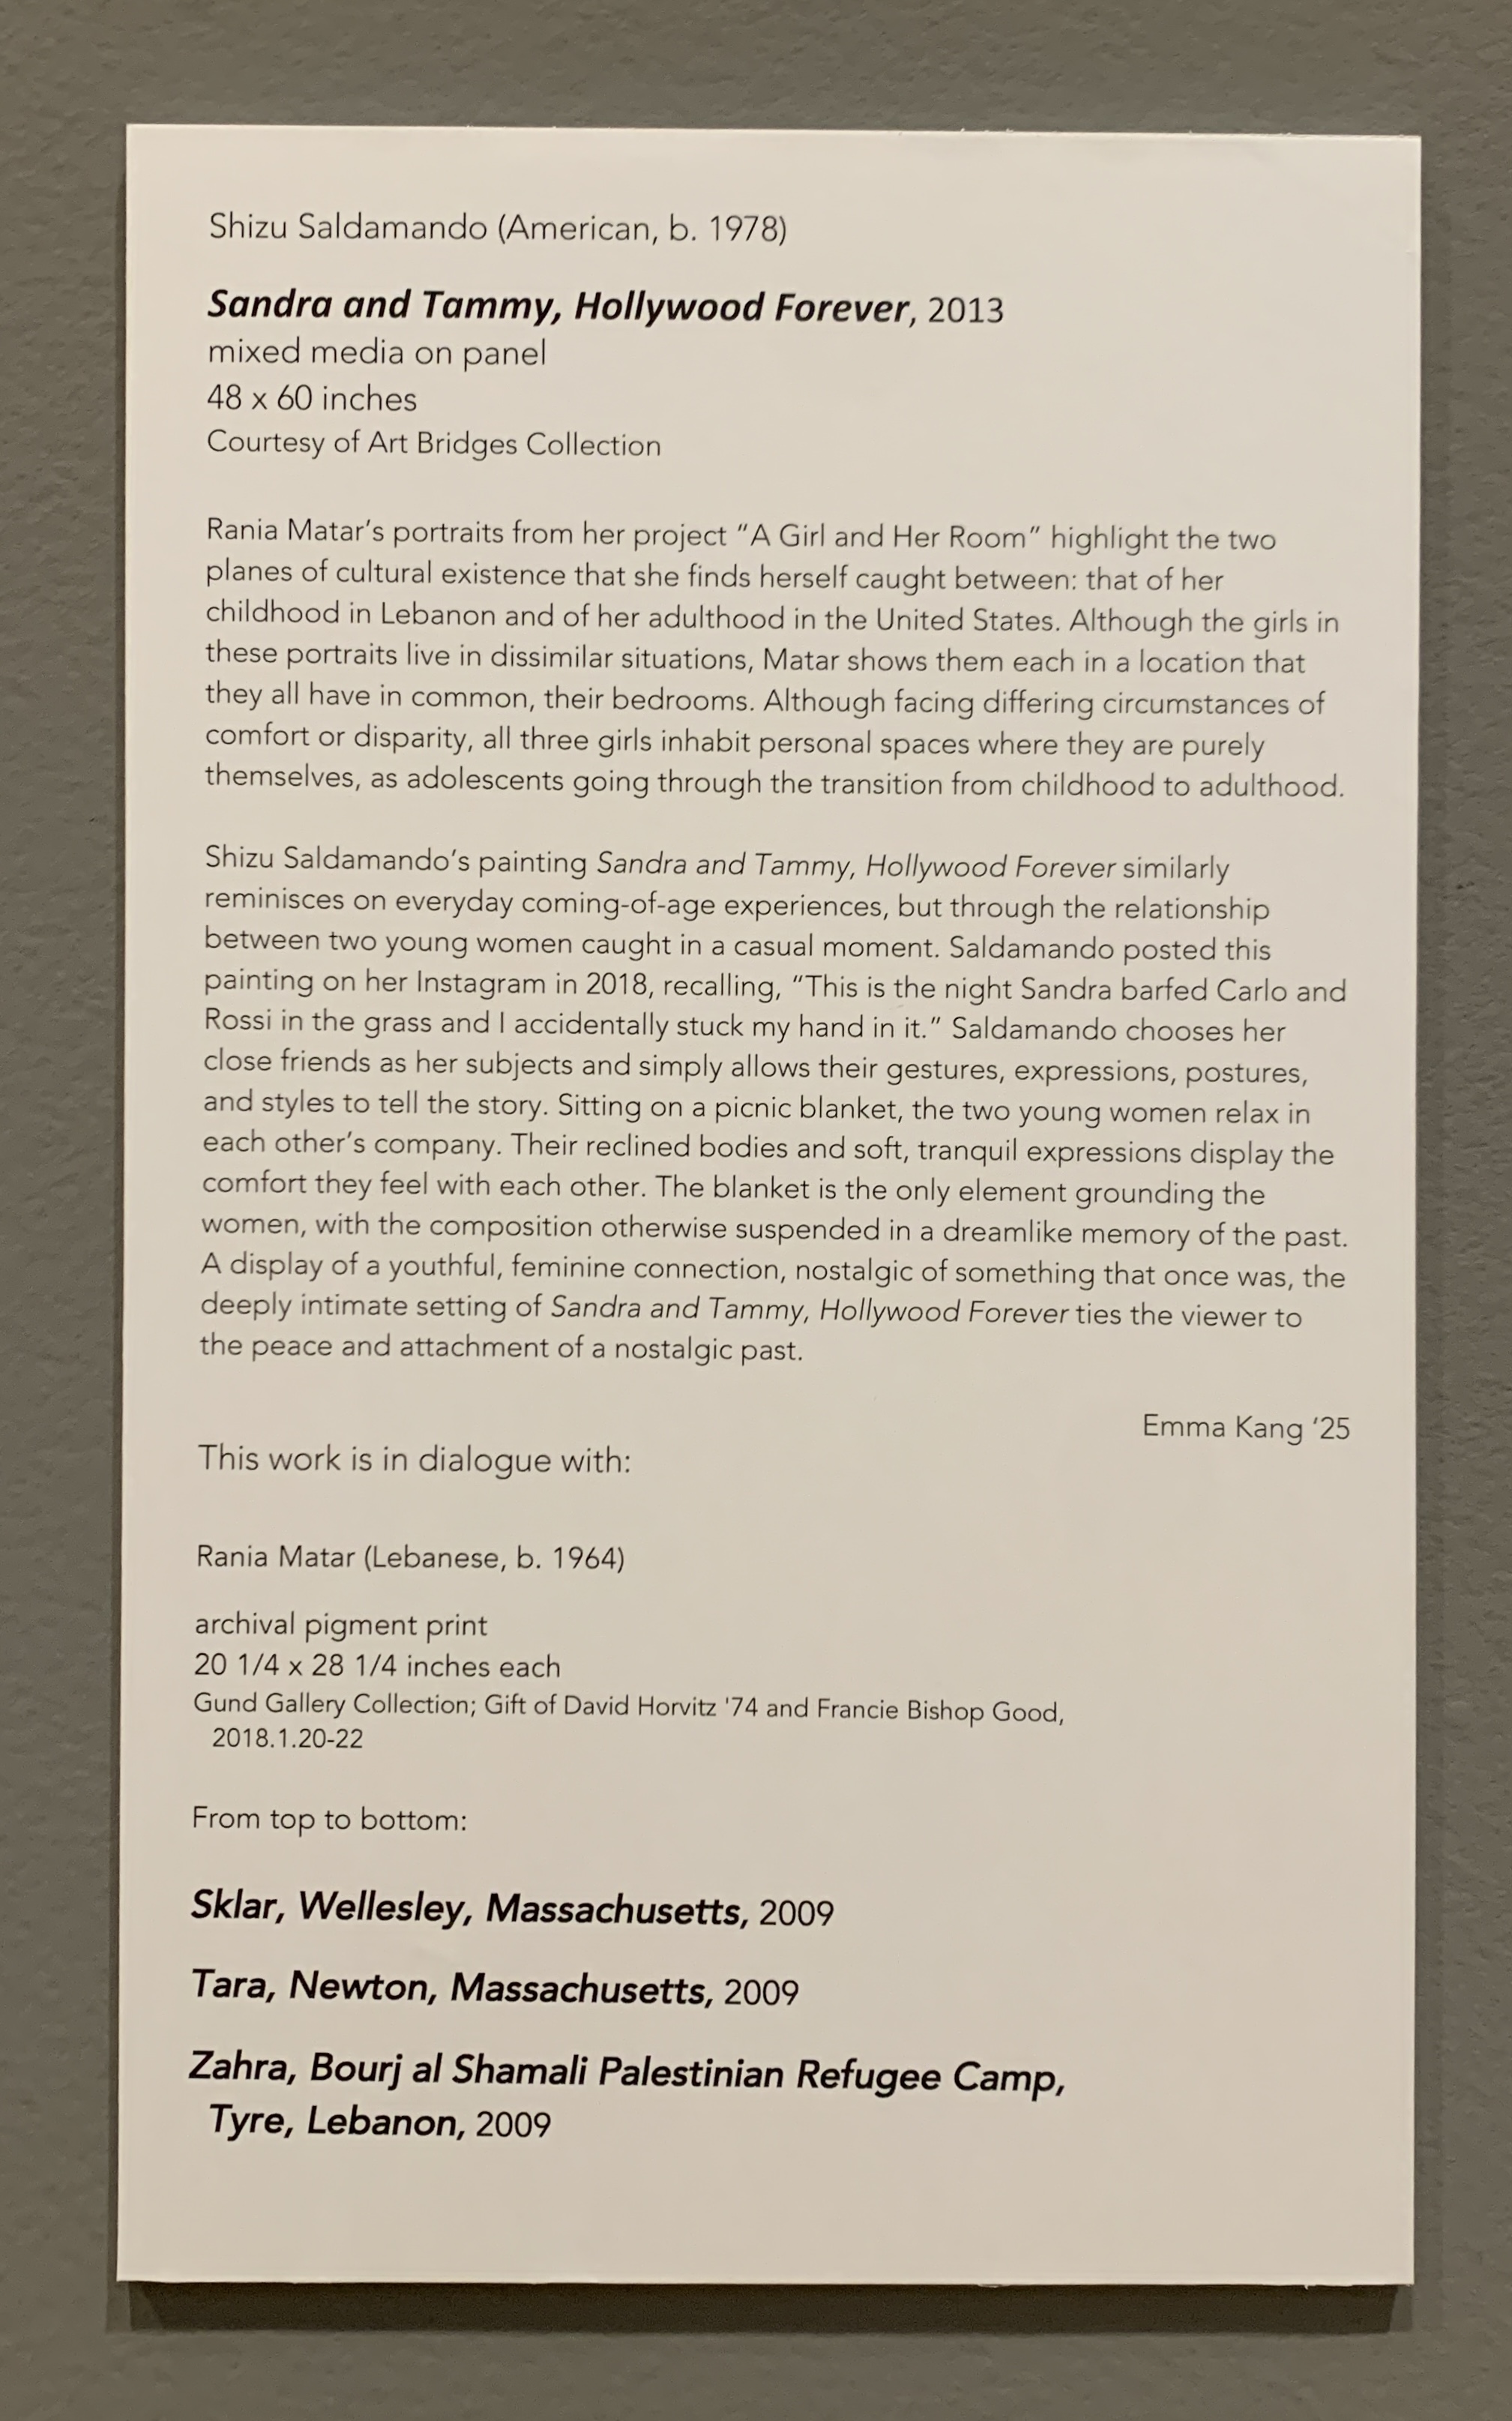 Shizu Saldamando (American, b. 1978)
Sandra and Tammy, Hollywood Forever, 2013
mixed media on panel
48 x 60 inches
Courtesy of Art Bridges Collection
Rania Matar's portraits from her project "A Girl and Her Room" highlight the two
planes of cultural existence that she finds herself caught between: that of her
childhood in Lebanon and of her adulthood in the United States. Although the girls in
these portraits live in dissimilar situations, Matar shows them each in a location that
they all have in common, their bedrooms. Although facing differing circumstances of
comfort or disparity, all three girls inhabit personal spaces where they are purely
themselves, as adolescents going through the transition from childhood to adulthood.
Shizu Saldamando's painting Sandra and Tammy, Hollywood Forever similarly
reminisces on everyday coming-of-age experiences, but through the relationship
between two young women caught in a casual moment. Saldamando posted this
painting on her Instagram in 2018, recalling, "This is the night Sandra barfed Carlo and
Rossi in the grass and I accidentally stuck my hand in it." Saldamando chooses her
close friends as her subjects and simply allows their gestures, expressions, postures,
and styles to tell the story. Sitting on a picnic blanket, the two young women relax in
each other's company. Their reclined bodies and soft, tranquil expressions display the
comfort they feel with each other. The blanket is the only element grounding the
women, with the composition otherwise suspended in a dreamlike memory of the past.
A display of a youthful, feminine connection, nostalgic of something that once was, the
deeply intimate setting of Sandra and Tammy, Hollywood Forever ties the viewer to
the peace and attachment of a nostalgic past.
Emma Kang '25
This work is in dialogue with:
Rania Matar (Lebanese, b. 1964)
archival pigment print
20 1/4 x 28 1/4 inches each
Gund Gallery Collection; Gift of David Horvitz '74 and Francie Bishop Good,
2018.1.20-22
From top to bottom:
Sklar, Wellesley, Massachusetts, 2009
Tara, Newton, Massachusetts, 2009
Zahra, Bourj al Shamali Palestinian Refugee Camp,
Tyre, Lebanon, 2009